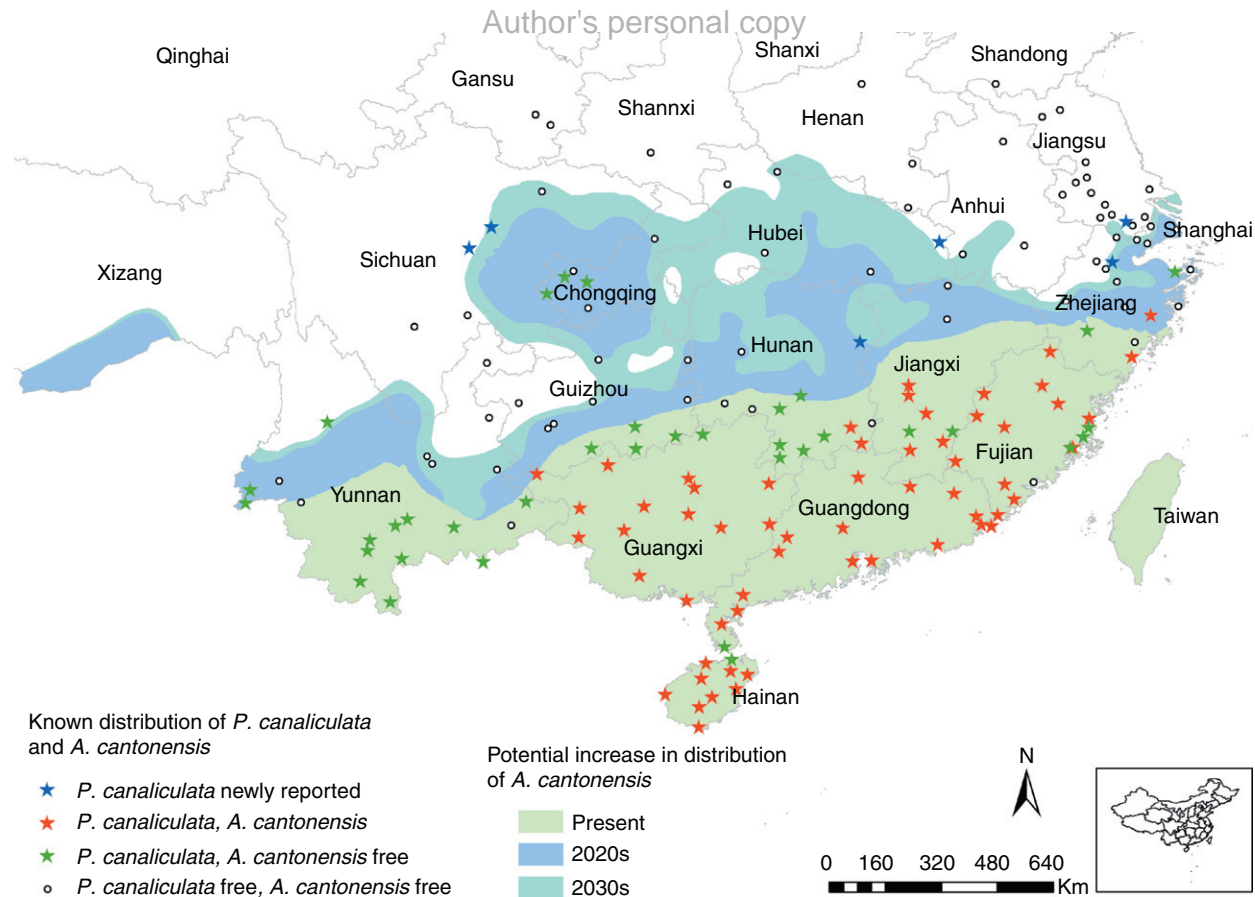 Author's personal copy
Qinghai
Gansu
Shanxi
Shandong
Shannxi
Henan
Jiangsu
Anhui
Hubei
Shanghai
Sichuan
Xizang
Chongqing
Zhejiang
Hunan
Jiangxi
Guizhou
Fujian
Yunnan
Guangdong
Taiwan
Guangxi
Hainan
Known distribution of P. canaliculata
and A. cantonensis
P. canaliculata newly reported
P. canaliculata, A. cantonensis
P. canaliculata, A. cantonensis free
P. canaliculata free, A. cantonensis free
Potential increase in distribution
of A. cantonensis
Present
2020s
2030s
N
0 160 320 480 640
Km